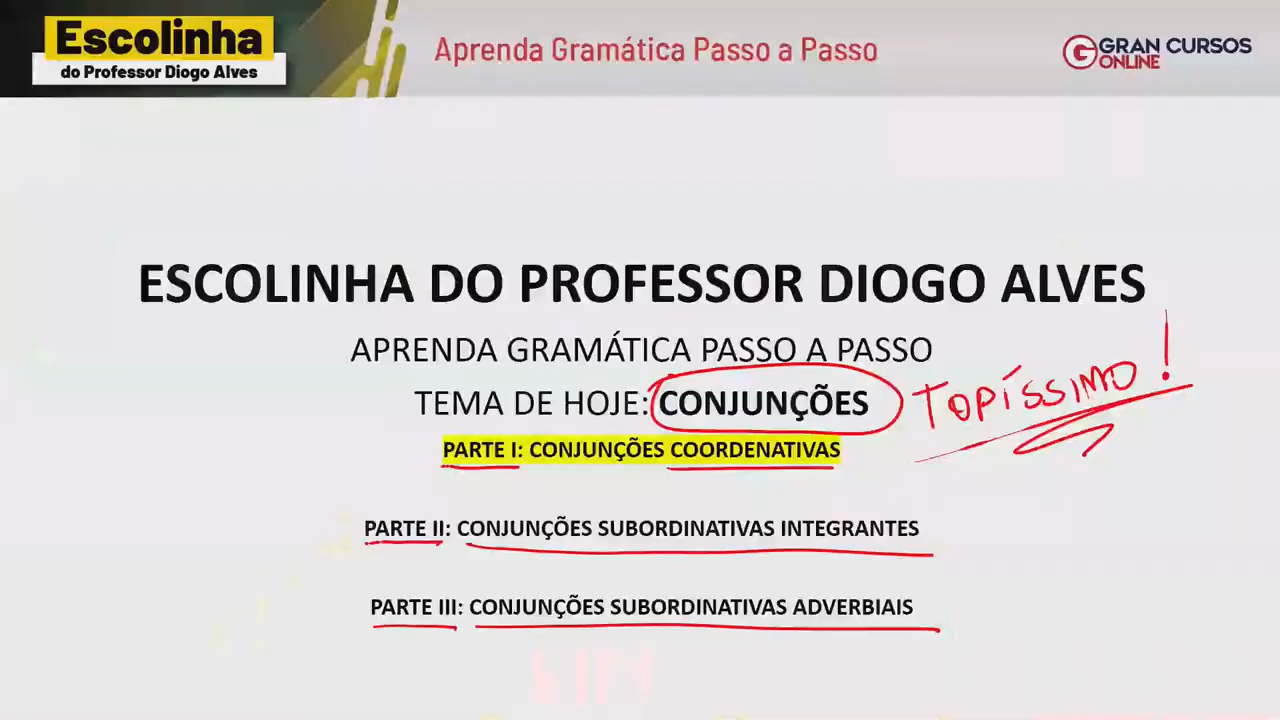 Escolinha
do Professor Diogo Alves
Aprenda Gramática Passo a Passo
GRAN CURSOS
ONLINE
ESCOLINHA DO PROFESSOR DIOGO ALVES
APRENDA GRAMÁTICA PASSO A PASSO
TEMA DE HOJE: CONJUNÇÕES TOPÍSSIMO!
PARTE I: CONJUNÇÕES COORDENATIVAS
PARTE II: CONJUNÇÕES SUBORDINATIVAS INTEGRANTES
PARTE III: CONJUNÇÕES SUBORDINATIVAS ADVERBIAIS